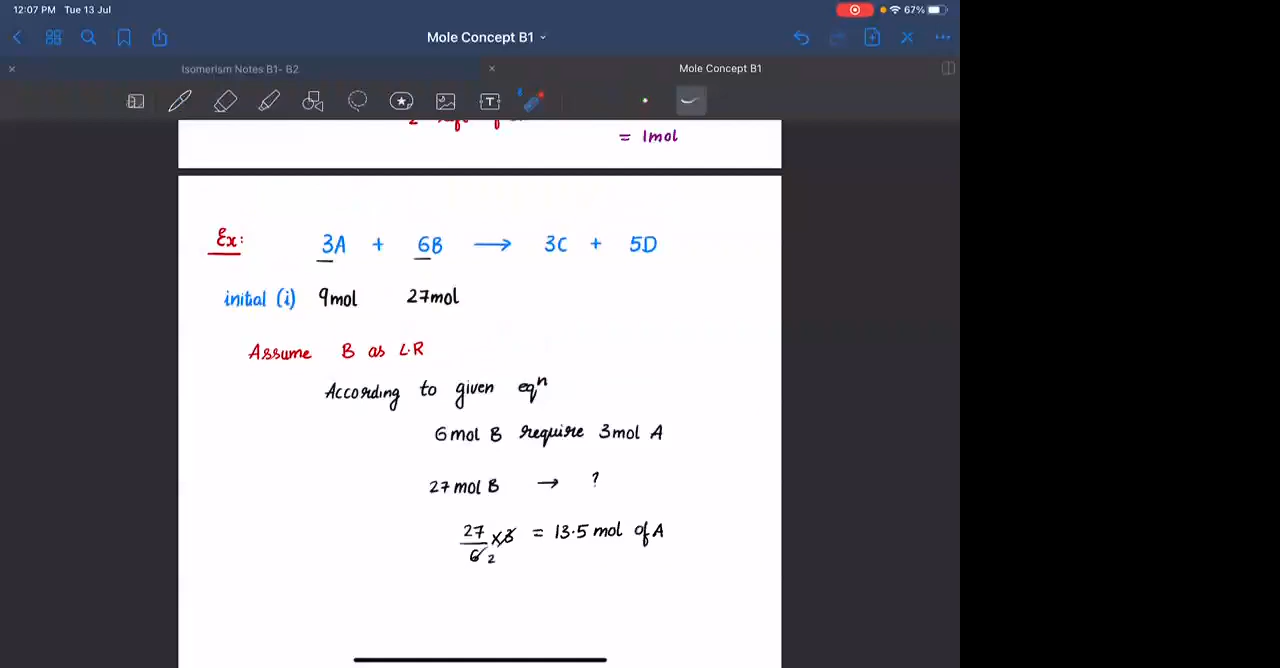 12:07 PM Tue 13 Jul
67%
Mole Concept B1
Isomerism Notes B1- B2
Mole Concept B1
= 1mol
Ex: 3A + 6B ⟶ 3C + 5D
initial (i) 9mol 27mol
Assume B as L.R
According to given eqⁿ
6mol B require 3mol A
27mol B → ?
27/6 2 ×3 = 13.5 mol of A